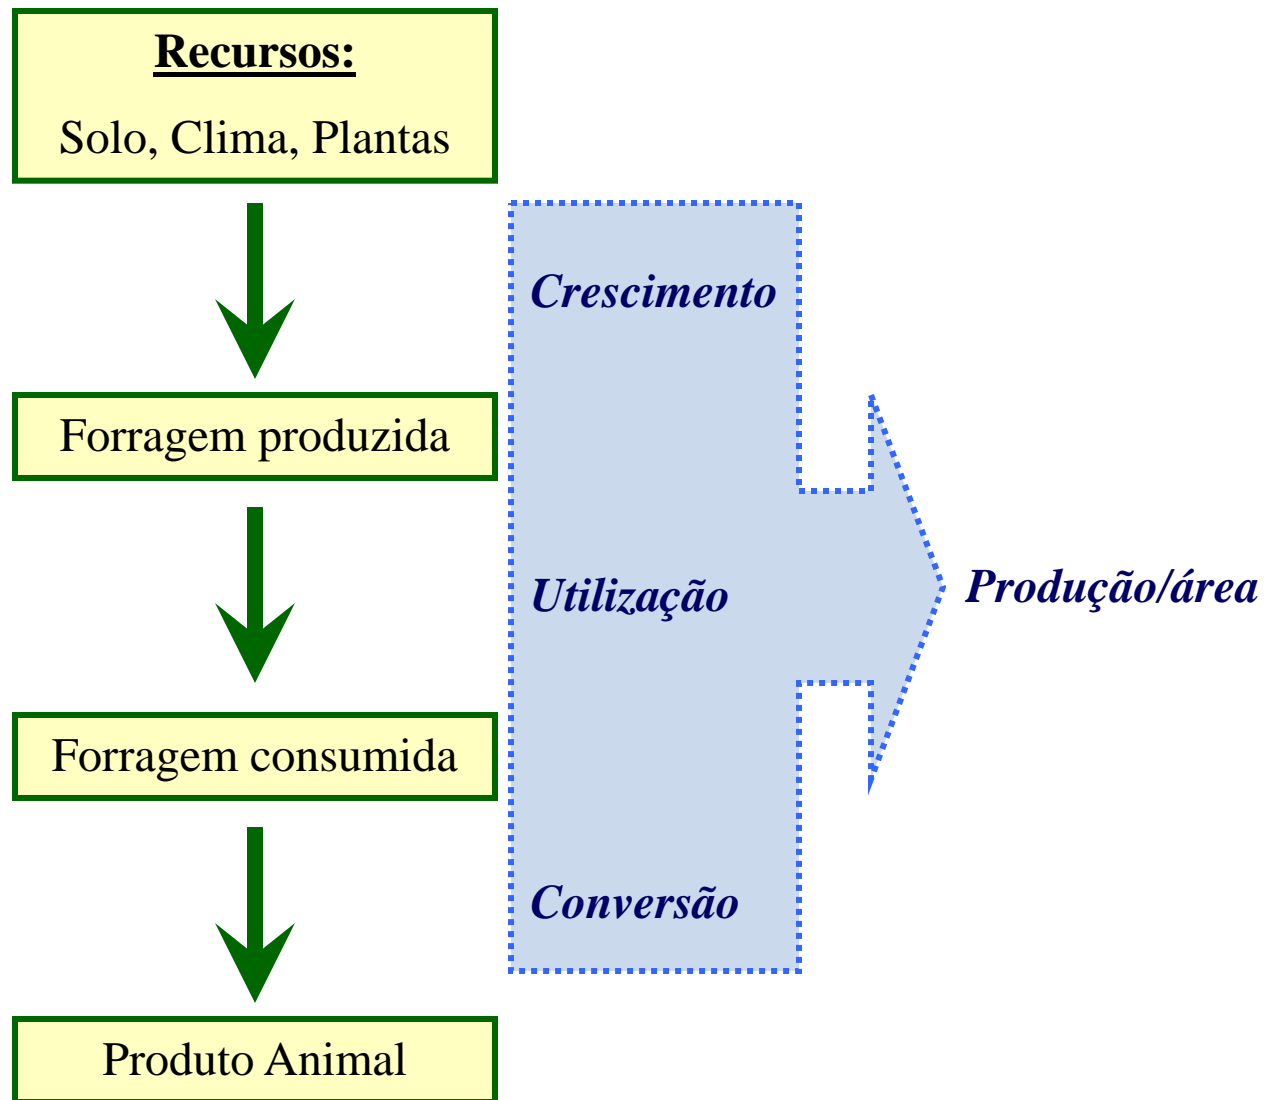 Recursos:
Solo, Clima, Plantas
Crescimento
Forragem produzida
Utilização
Produção/área
Forragem consumida
Conversão
Produto Animal